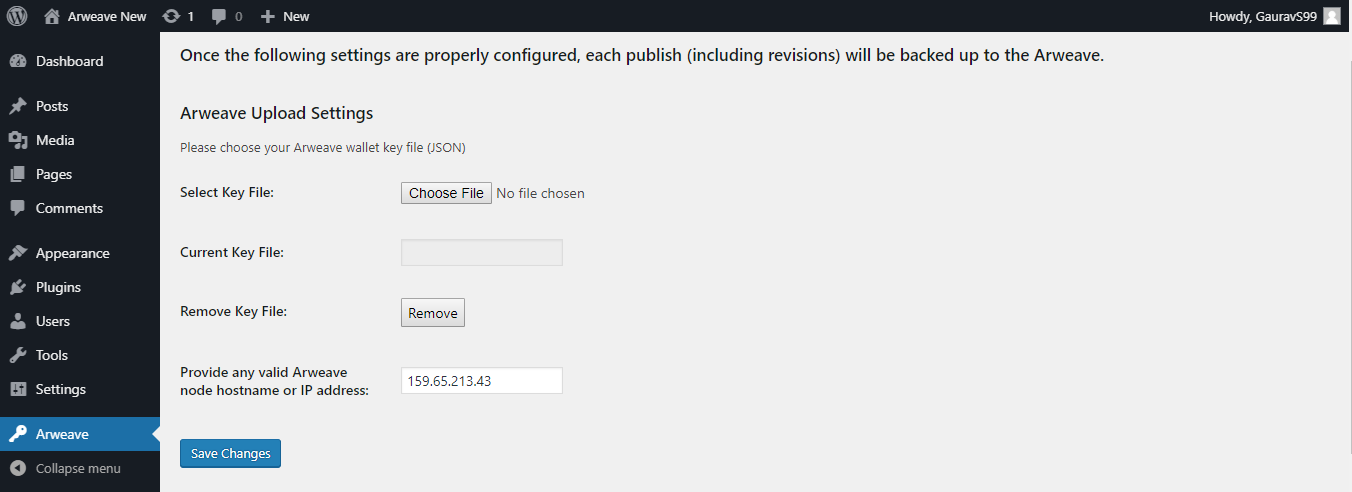 Arweave New 1 0 New Howdy, GauravS99
Dashboard
Posts
Media
Pages
Comments
Appearance
Plugins
Users
Tools
Settings
Arweave
Collapse menu
Once the following settings are properly configured, each publish (including revisions) will be backed up to the Arweave.
Arweave Upload Settings
Please choose your Arweave wallet key file (JSON)
Select Key File: Choose File No file chosen
Current Key File:
Remove Key File: Remove
Provide any valid Arweave
node hostname or IP address: 159.65.213.43
Save Changes